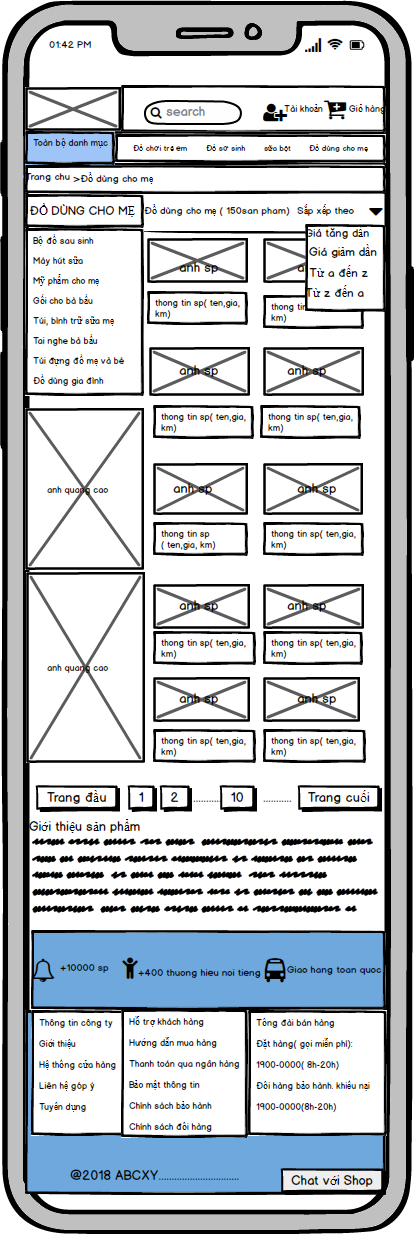 01:42 PM
search
Tài khoản
Giỏ hàng
Toàn bộ danh mục
Đồ chơi trẻ em
Đồ sơ sinh
sữa bột
Đồ dùng cho mẹ
Trang chu >Đồ dùng cho mẹ
ĐỒ DÙNG CHO MẸ
Đồ dùng cho mẹ ( 150san pham)
Sắp xếp theo
Giá tăng dần
Giá giảm dần
Từ a đến z
Từ z đến a
Bộ đồ sau sinh
Máy hút sữa
Mỹ phẩm cho mẹ
Gối cho bà bầu
Túi, bình trữ sữa mẹ
Tai nghe bà bầu
Túi đựng đồ mẹ và bé
Đồ dùng gia đình
anh sp
thong tin sp( ten,gia,
km)
thong tin sp( ten,gia,
km)
anh sp
anh sp
thong tin sp( ten,gia,
km)
thong tin sp( ten,gia,
km)
anh quang cao
anh sp
anh sp
thong tin sp
( ten,gia, km)
thong tin sp( ten,gia,
km)
anh quang cao
anh sp
anh sp
thong tin sp( ten,gia,
km)
thong tin sp( ten,gia,
km)
anh sp
anh sp
thong tin sp( ten,gia,
km)
thong tin sp( ten,gia,
km)
Trang đầu
1
2
..........
10
..........
Trang cuối
Giới thiệu sản phẩm
+10000 sp
+400 thuong hieu noi tieng
Giao hang toan quoc
Thông tin công ty
Giới thiệu
Hệ thống cửa hàng
Liên hệ góp ý
Tuyển dụng
Hỗ trợ khách hàng
Hướng dẫn mua hàng
Thanh toán qua ngân hàng
Bảo mật thông tin
Chính sách bảo hành
Chính sách đổi hàng
Tổng đài bán hàng
Đặt hàng( gọi miễn phí):
1900-0000( 8h-20h)
Đổi hàng bảo hành. khiếu nại
1900-0000(8h-20h)
@2018 ABCXY..............................
Chat với Shop